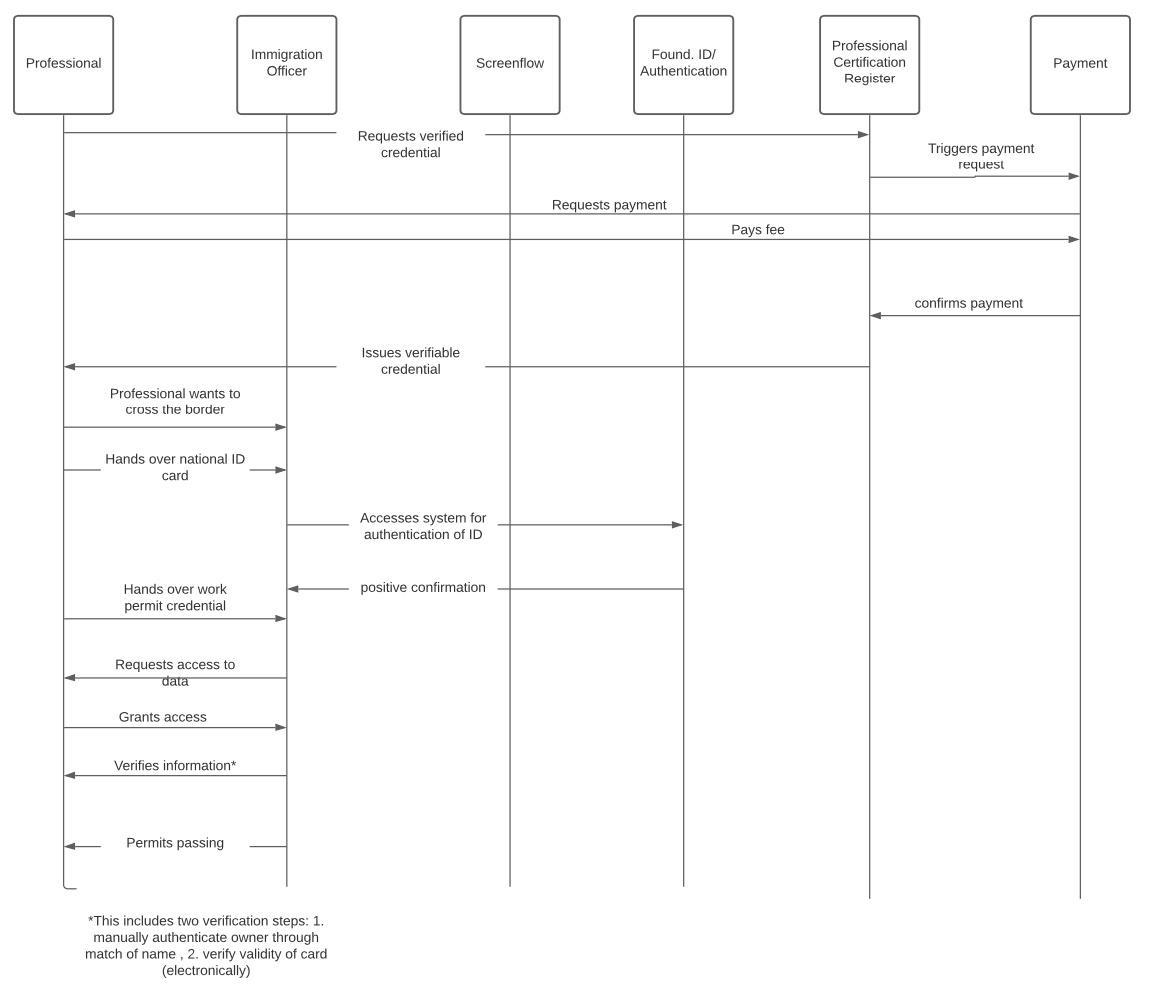 Professional
Immigration
Officer
Screenflow
Found. ID/
Authentication
Professional
Certification
Register
Payment
Requests verified
credential
Triggers payment
request
Requests payment
Pays fee
confirms payment
Issues verifiable
credential
Professional wants to
cross the border
Hands over national ID
card
Accesses system for
authentication of ID
positive confirmation
Hands over work
permit credential
Requests access to
data
Grants access
Verifies information*
Permits passing
*This includes two verification steps: 1.
manually authenticate owner through
match of name , 2. verify validity of card
(electronically)